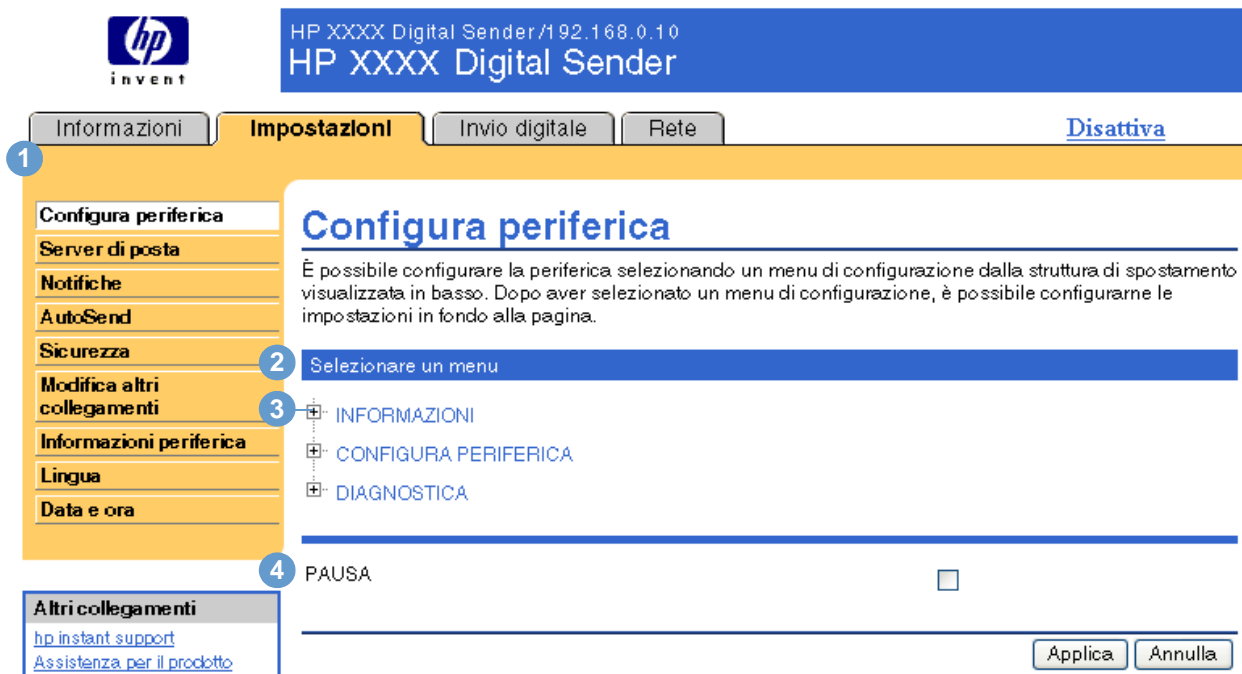 hp
invent
HP XXXX Digital Sender/192.168.0.10
HP XXXX Digital Sender
Informazioni
Impostazioni
Invio digitale
Rete
Disattiva
1
Configura periferica
Server di posta
Notifiche
AutoSend
Sicurezza
Modifica altri
collegamenti
Informazioni periferica
Lingua
Data e ora
Altri collegamenti
hp instant support
Assistenza per il prodotto
Configura periferica
È possibile configurare la periferica selezionando un menu di configurazione dalla struttura di spostamento
visualizzata in basso. Dopo aver selezionato un menu di configurazione, è possibile configurarne le
impostazioni in fondo alla pagina.
2
Selezionare un menu
3
INFORMAZIONI
CONFIGURA PERIFERICA
DIAGNOSTICA
4
PAUSA
Applica
Annulla